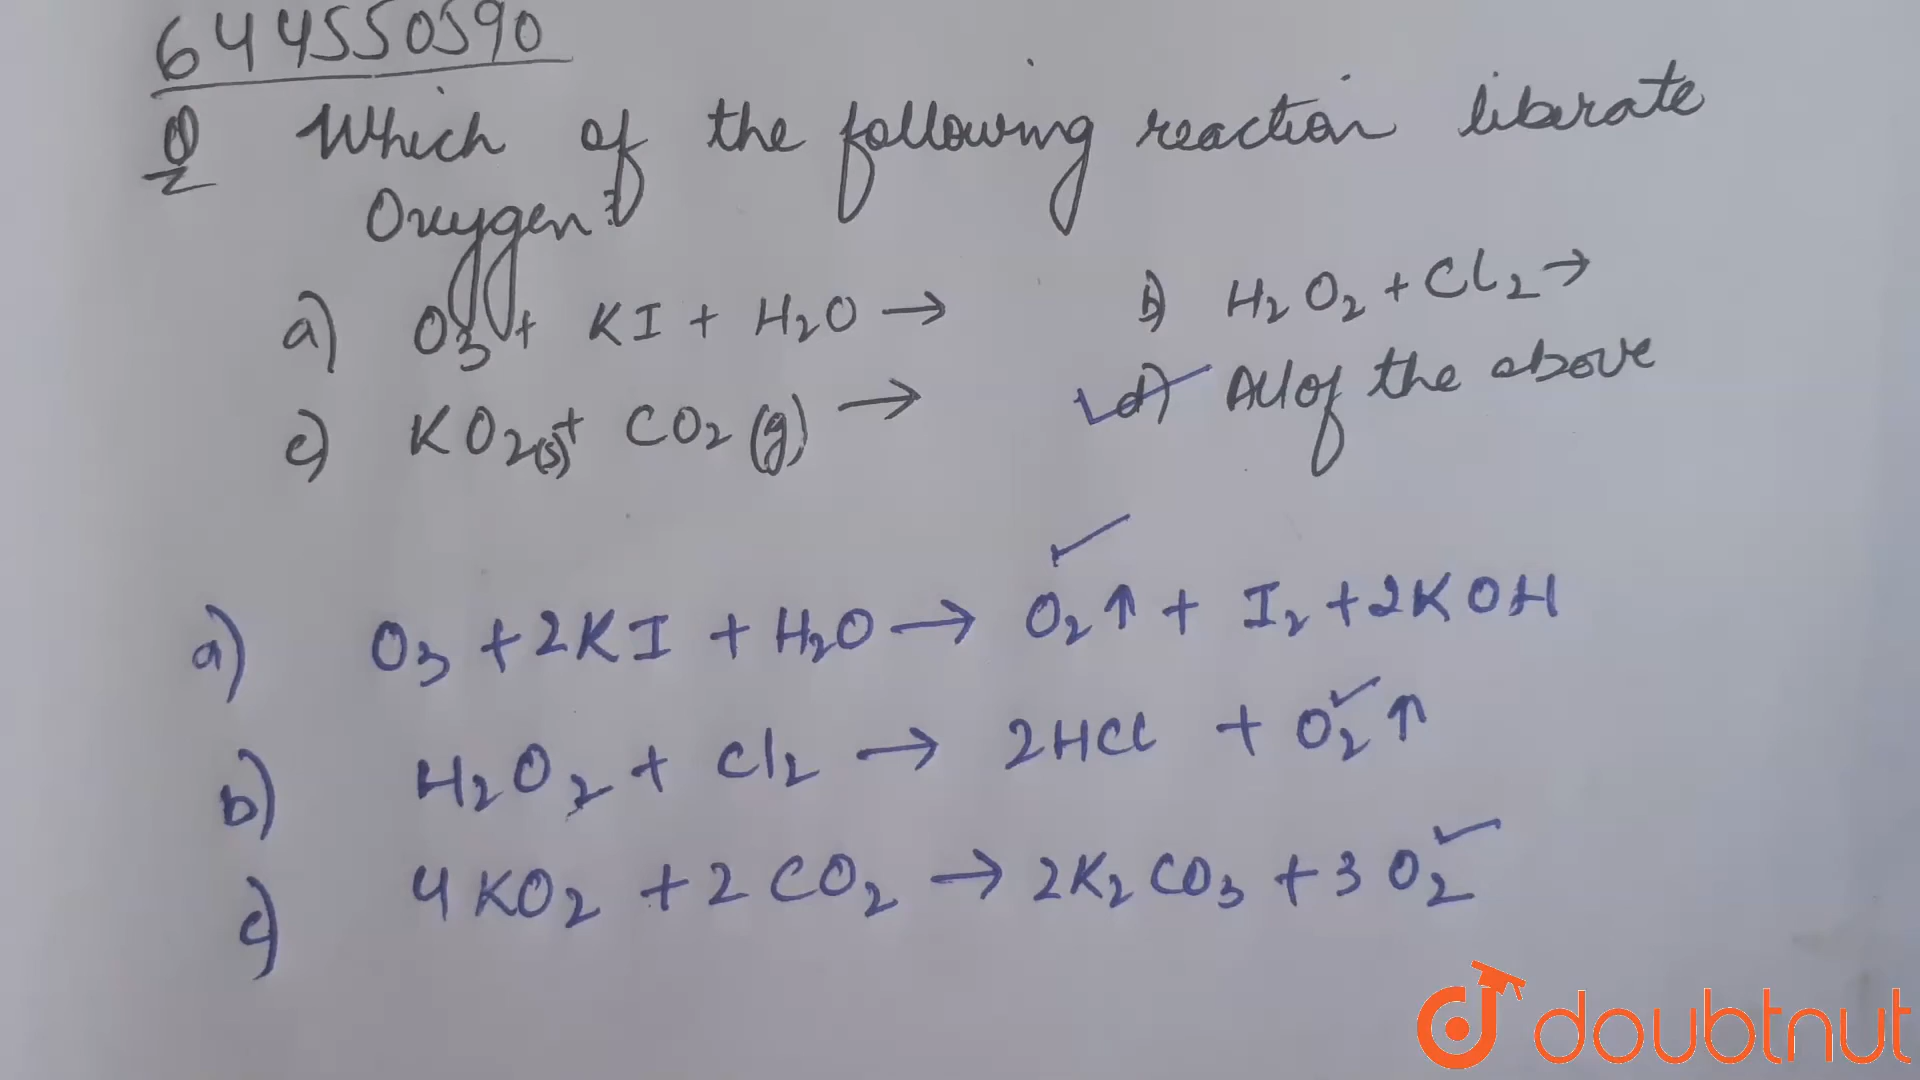 644550590
Q Which of the following reaction liberate
Oxygen?
a) O3 + KI + H2O → b) H2O2 + Cl2 →
c) KO2(s) + CO2 (g) → d) All of the above
a) O3 + 2KI + H2O → O2↑ + I2 + 2KOH
b) H2O2 + Cl2 → 2HCl + O2↑
c) 4KO2 + 2CO2 → 2K2CO3 + 3O2
doubtnut